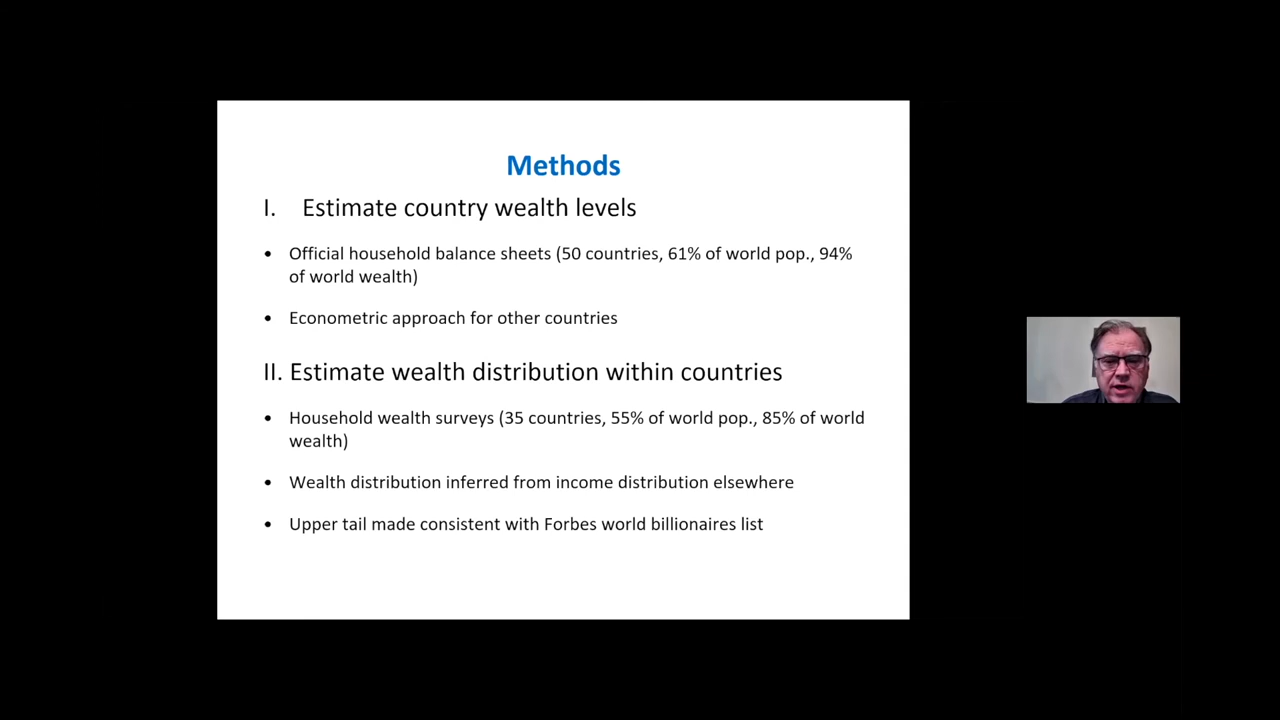 Methods
I. Estimate country wealth levels
• Official household balance sheets (50 countries, 61% of world pop., 94%
of world wealth)
• Econometric approach for other countries
II. Estimate wealth distribution within countries
• Household wealth surveys (35 countries, 55% of world pop., 85% of world
wealth)
• Wealth distribution inferred from income distribution elsewhere
• Upper tail made consistent with Forbes world billionaires list